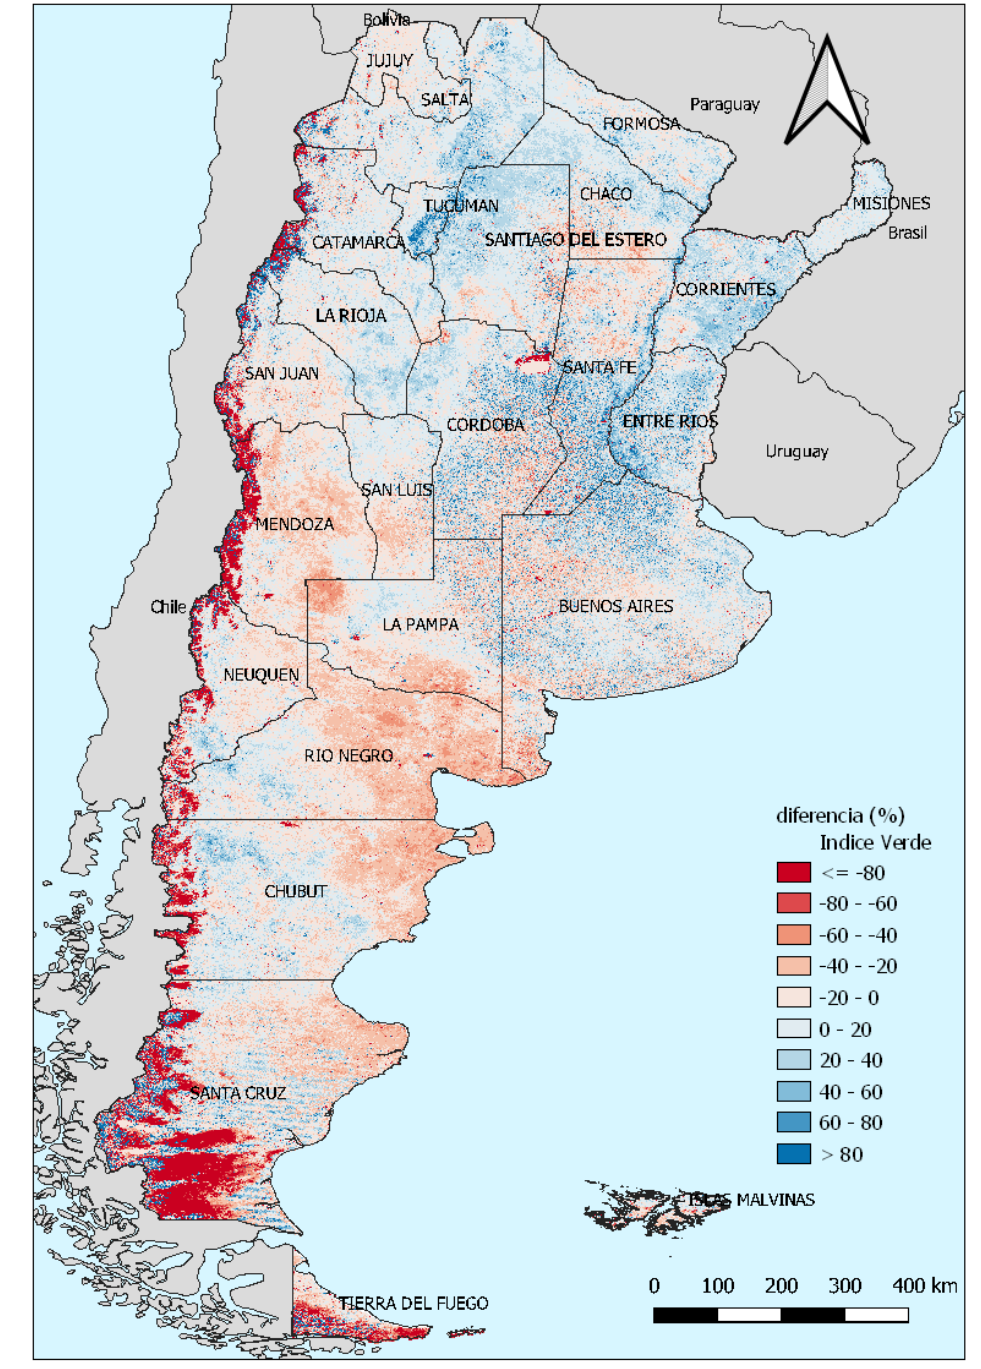 Bolivia
JUJUY
SALTA
Paraguay
FORMOSA
CHACO
MISIONES
TUCUMAN
Brasil
CATAMARCA
SANTIAGO DEL ESTERO
CORRIENTES
LA RIOJA
SAN JUAN
SANTA FE
CORDOBA
ENTRE RIOS
Uruguay
SAN LUIS
MENDOZA
Chile
BUENOS AIRES
LA PAMPA
NEUQUEN
RIO NEGRO
CHUBUT
SANTA CRUZ
ISLAS MALVINAS
TIERRA DEL FUEGO
diferencia (%)
Indice Verde
<= -80
-80 - -60
-60 - -40
-40 - -20
-20 - 0
0 - 20
20 - 40
40 - 60
60 - 80
> 80
0 100 200 300 400 km